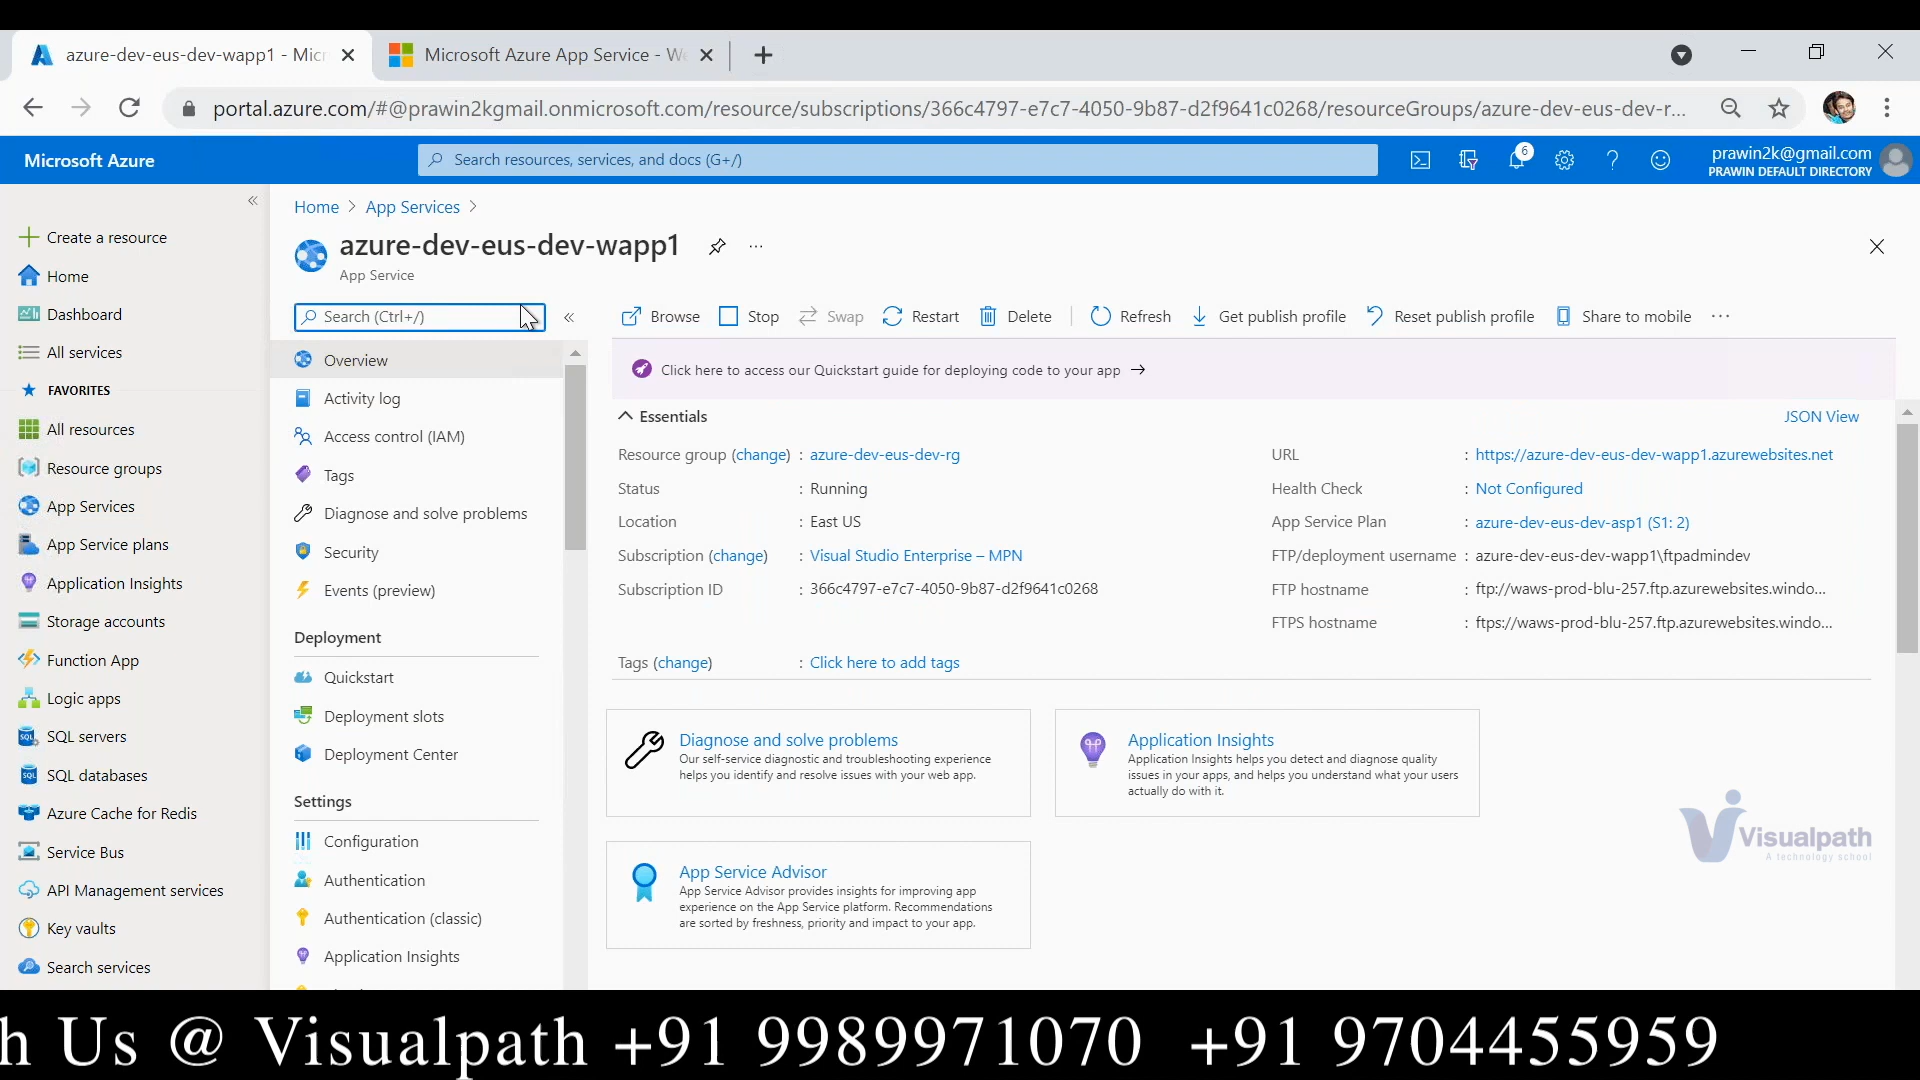 azure-dev-eus-dev-wapp1 - Mic
Microsoft Azure App Service - W
portal.azure.com/#@prawin2kgmail.onmicrosoft.com/resource/subscriptions/366c4797-e7c7-4050-9b87-d2f9641c0268/resourceGroups/azure-dev-eus-dev-r...
Microsoft Azure
Search resources, services, and docs (G+/)
6
prawin2k@gmail.com
PRAWIN DEFAULT DIRECTORY
Create a resource
Home
Dashboard
All services
FAVORITES
All resources
Resource groups
App Services
App Service plans
Application Insights
Storage accounts
Function App
Logic apps
SQL servers
SQL databases
Azure Cache for Redis
Service Bus
API Management services
Key vaults
Search services
Home > App Services >
azure-dev-eus-dev-wapp1
App Service
Search (Ctrl+/)
Overview
Activity log
Access control (IAM)
Tags
Diagnose and solve problems
Security
Events (preview)
Deployment
Quickstart
Deployment slots
Deployment Center
Settings
Configuration
Authentication
Authentication (classic)
Application Insights
Browse Stop Swap Restart Delete Refresh Get publish profile Reset publish profile Share to mobile
Click here to access our Quickstart guide for deploying code to your app →
Essentials
JSON View
Resource group (change) : azure-dev-eus-dev-rg
Status : Running
Location : East US
Subscription (change) : Visual Studio Enterprise – MPN
Subscription ID : 366c4797-e7c7-4050-9b87-d2f9641c0268
Tags (change) : Click here to add tags
URL : https://azure-dev-eus-dev-wapp1.azurewebsites.net
Health Check : Not Configured
App Service Plan : azure-dev-eus-dev-asp1 (S1: 2)
FTP/deployment username : azure-dev-eus-dev-wapp1\ftpadmindev
FTP hostname : ftp://waws-prod-blu-257.ftp.azurewebsites.windo...
FTPS hostname : ftps://waws-prod-blu-257.ftp.azurewebsites.windo...
Diagnose and solve problems
Our self-service diagnostic and troubleshooting experience
helps you identify and resolve issues with your web app.
Application Insights
Application Insights helps you detect and diagnose quality
issues in your apps, and helps you understand what your users
actually do with it.
App Service Advisor
App Service Advisor provides insights for improving app
experience on the App Service platform. Recommendations
are sorted by freshness, priority and impact to your app.
Visualpath
A technology school
h Us @ Visualpath +91 9989971070 +91 9704455959